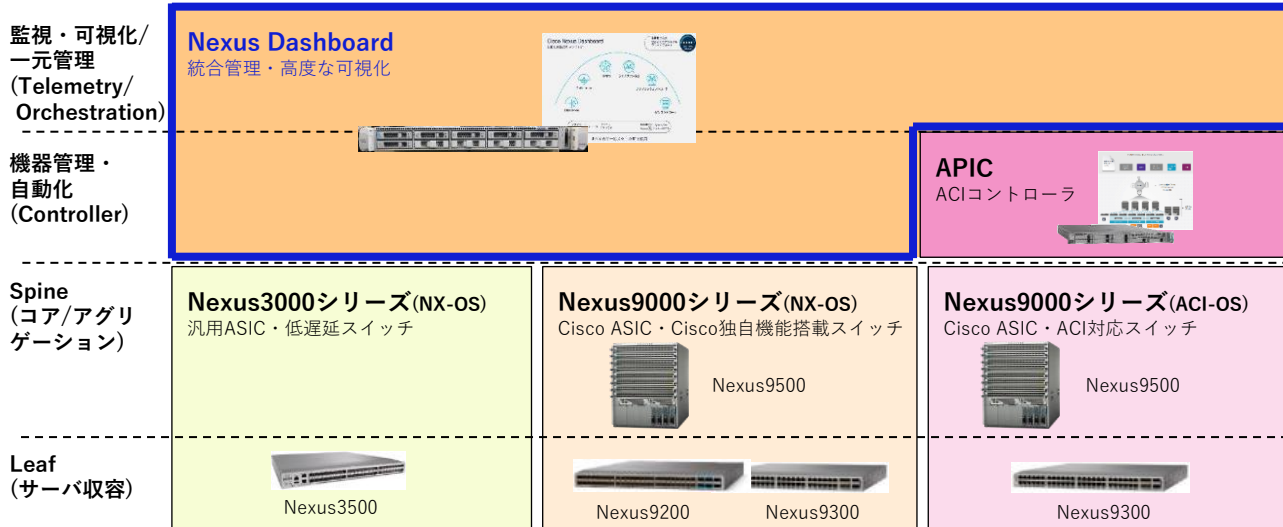 監視・可視化/
一元管理
(Telemetry/
Orchestration)
Nexus Dashboard
統合管理・高度な可視化
Cisco Nexus Dashboard
機器管理・
自動化
(Controller)
APIC
ACIコントローラ
Spine
(コア/アグリ
ゲーション)
Nexus3000シリーズ(NX-OS)
汎用ASIC・低遅延スイッチ
Nexus9000シリーズ(NX-OS)
Cisco ASIC・Cisco独自機能搭載スイッチ
Nexus9500
Nexus9000シリーズ(ACI-OS)
Cisco ASIC・ACI対応スイッチ
Nexus9500
Leaf
(サーバ収容)
Nexus3500
Nexus9200
Nexus9300
Nexus9300